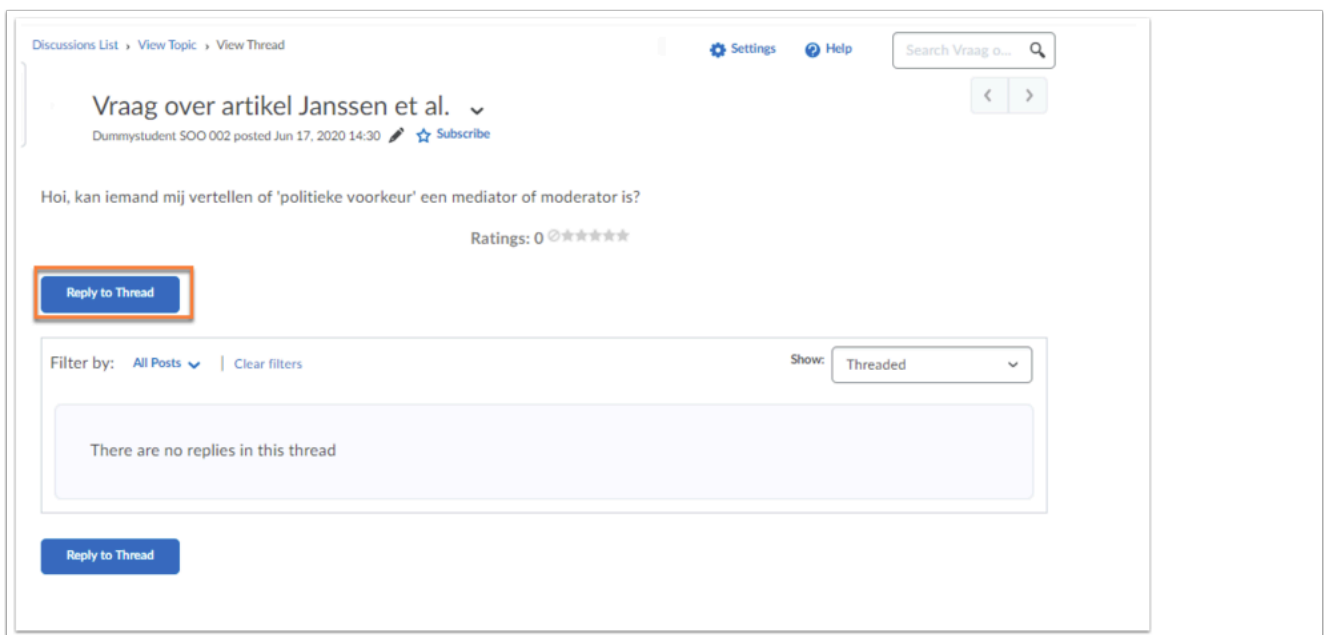 Discussions List › View Topic › View Thread
Settings Help Search Vraag o...
Vraag over artikel Janssen et al.
Dummystudent SOO 002 posted Jun 17, 2020 14:30 Subscribe
Hoi, kan iemand mij vertellen of 'politieke voorkeur' een mediator of moderator is?
Ratings: 0
Reply to Thread
Filter by: All Posts | Clear filters
Show: Threaded
There are no replies in this thread
Reply to Thread